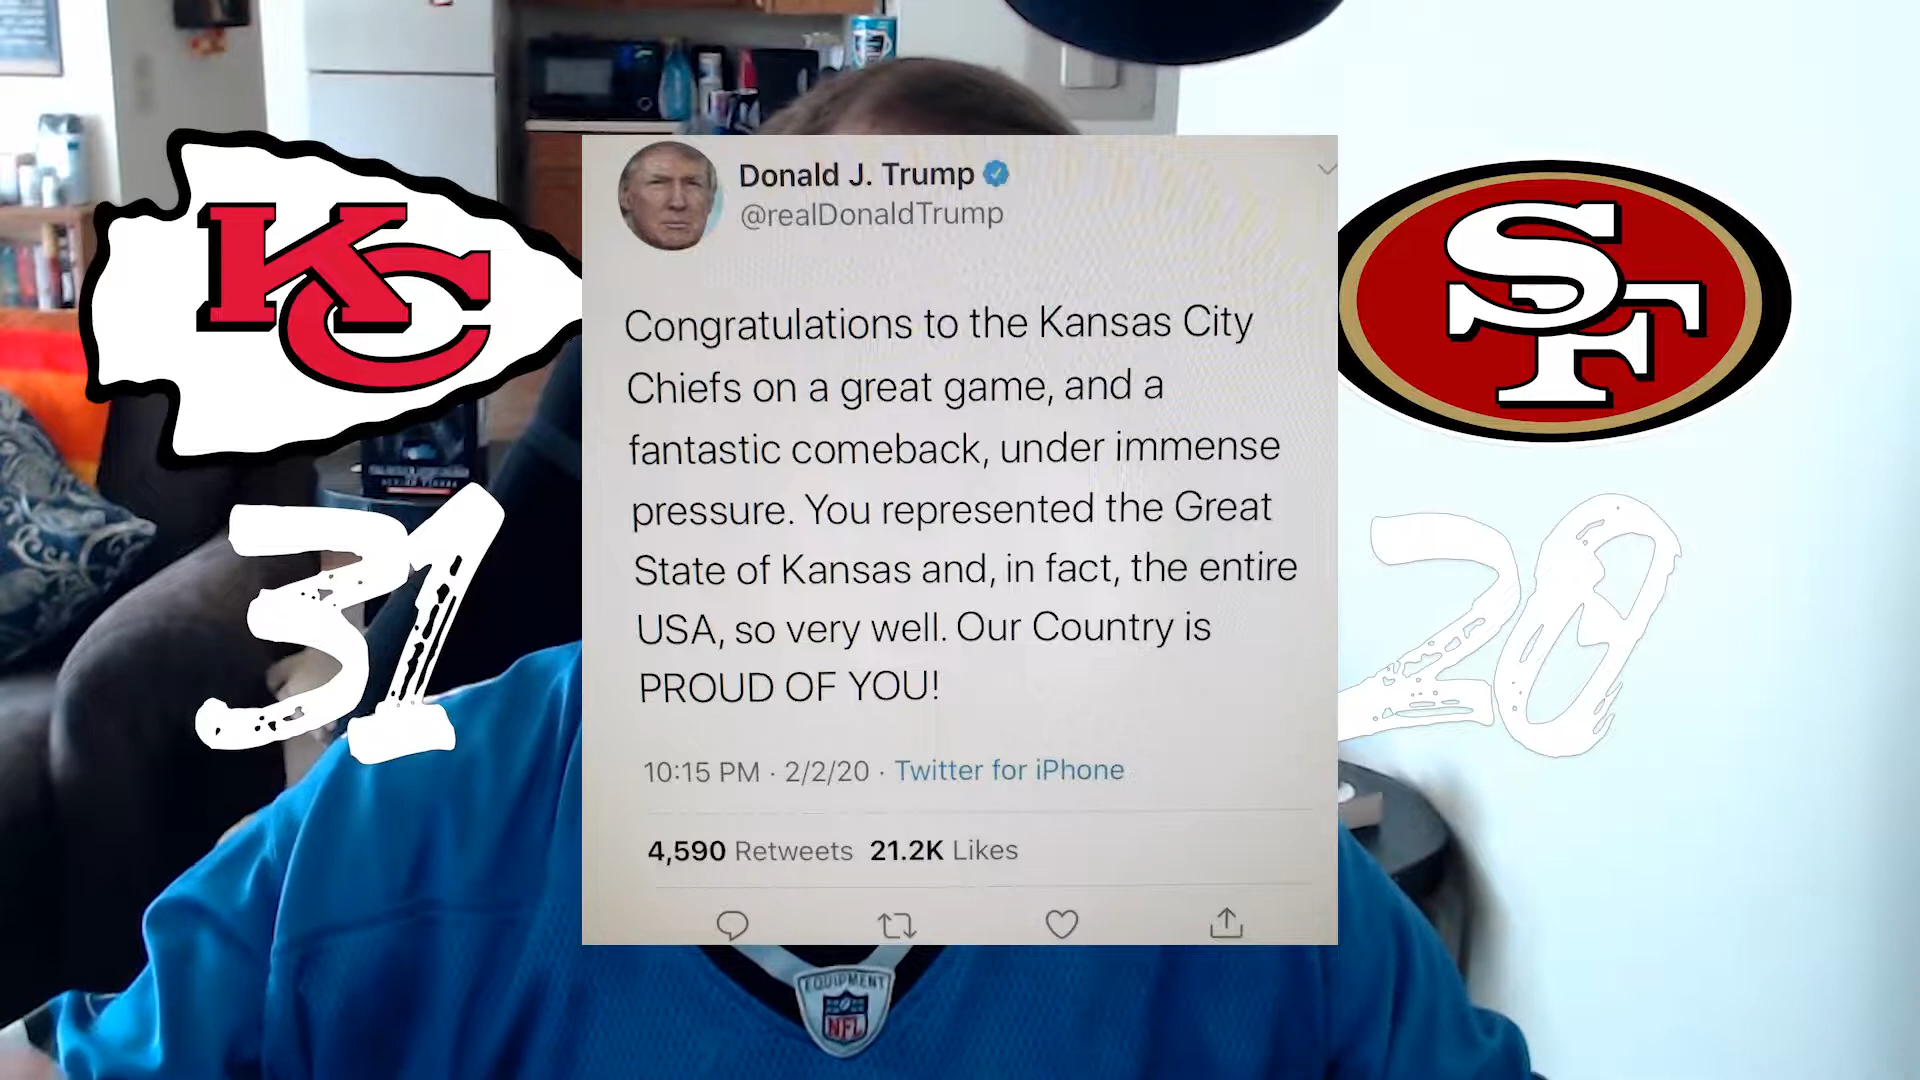 KC
SF
31
20
Donald J. Trump
@realDonaldTrump
Congratulations to the Kansas City
Chiefs on a great game, and a
fantastic comeback, under immense
pressure. You represented the Great
State of Kansas and, in fact, the entire
USA, so very well. Our Country is
PROUD OF YOU!
10:15 PM · 2/2/20 · Twitter for iPhone
4,590 Retweets 21.2K Likes
EQUIPMENT
NFL